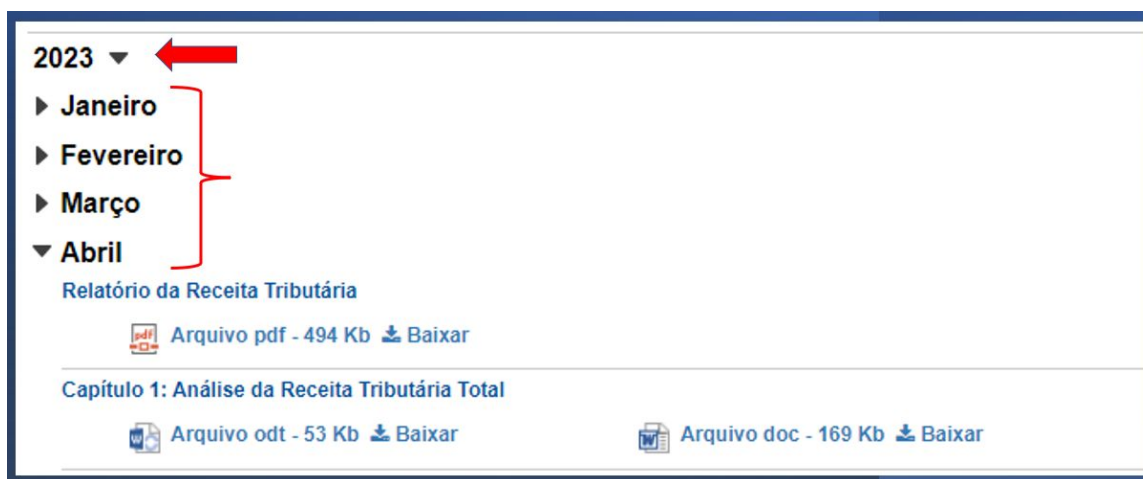 2023
Janeiro
Fevereiro
Março
Abril
Relatório da Receita Tributária
pdf Arquivo pdf - 494 Kb Baixar
Capítulo 1: Análise da Receita Tributária Total
W Arquivo odt - 53 Kb Baixar W Arquivo doc - 169 Kb Baixar